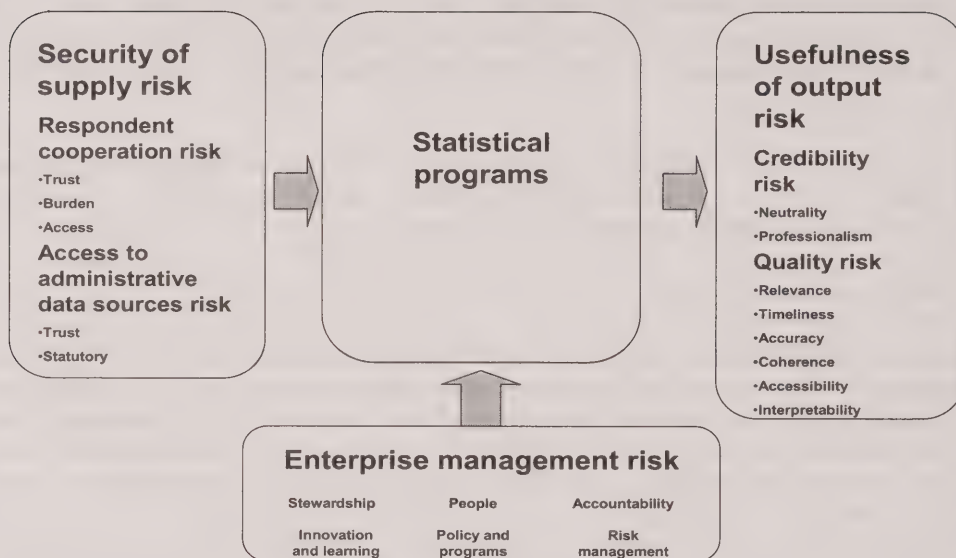 Security of
supply risk
Respondent
cooperation risk
•Trust
•Burden
•Access
Access to
administrative
data sources risk
•Trust
•Statutory
Statistical
programs
Usefulness
of output
risk
Credibility
risk
•Neutrality
•Professionalism
Quality risk
•Relevance
•Timeliness
•Accuracy
•Coherence
•Accessibility
•Interpretability
Enterprise management risk
Stewardship People Accountability
Innovation Policy and Risk
and learning programs management